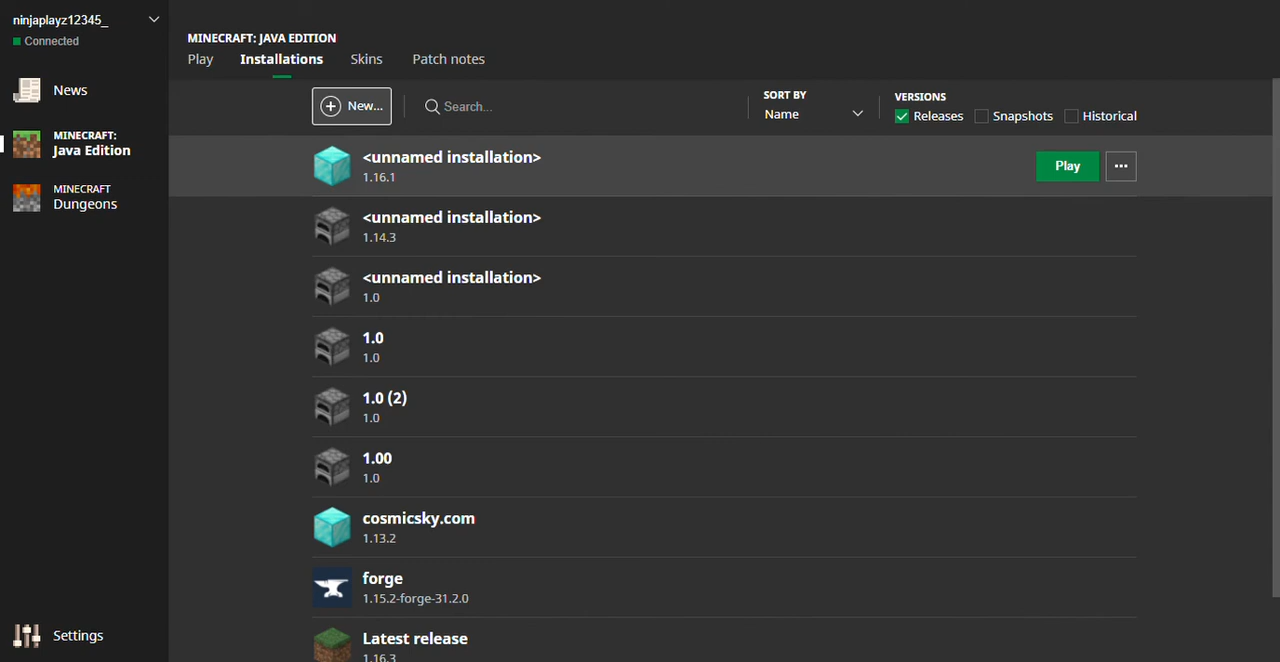 ninjaplayz12345_
Connected
News
MINECRAFT:
Java Edition
MINECRAFT
Dungeons
Settings
MINECRAFT: JAVA EDITION
Play Installations Skins Patch notes
New...
Search...
SORT BY
Name
VERSIONS
Releases Snapshots Historical
<unnamed installation>
1.16.1
Play
<unnamed installation>
1.14.3
<unnamed installation>
1.0
1.0
1.0
1.0 (2)
1.0
1.00
1.0
cosmicsky.com
1.13.2
forge
1.15.2-forge-31.2.0
Latest release
1.16.3